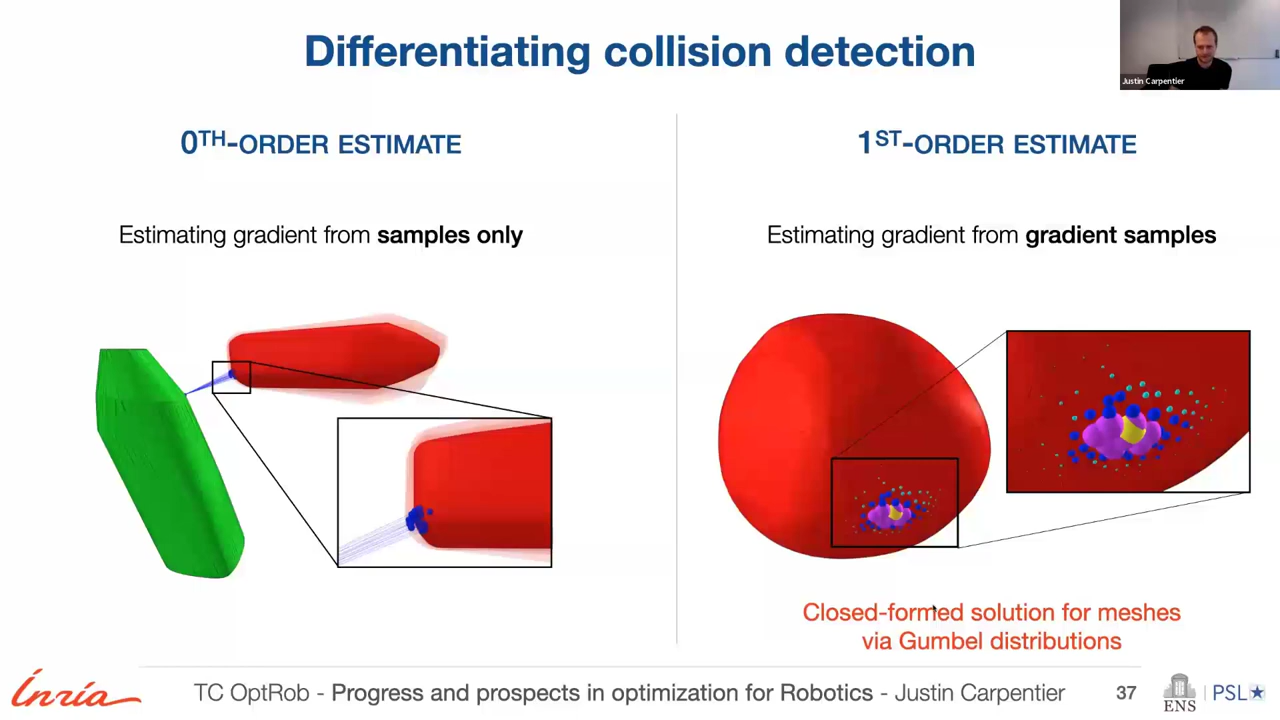 Differentiating collision detection
Justin Carpentier
0TH-ORDER ESTIMATE
Estimating gradient from samples only
1ST-ORDER ESTIMATE
Estimating gradient from gradient samples
Closed-formed solution for meshes
via Gumbel distributions
Inria
TC OptRob - Progress and prospects in optimization for Robotics - Justin Carpentier
37
ENS
PSL